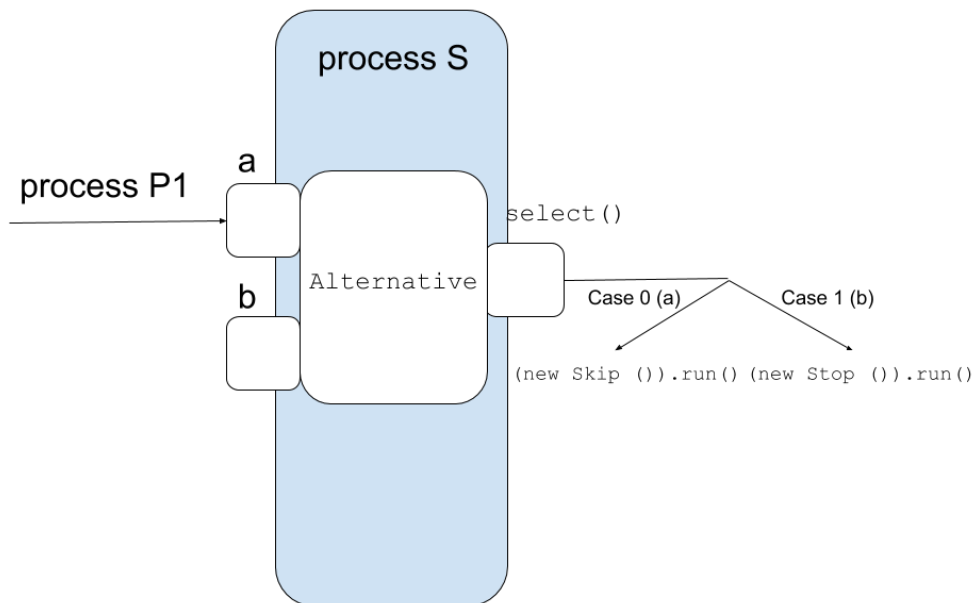 process S
a
process P1
select()
Alternative
b
Case 0 (a)
Case 1 (b)
(new Skip ()).run()
(new Stop ()).run()